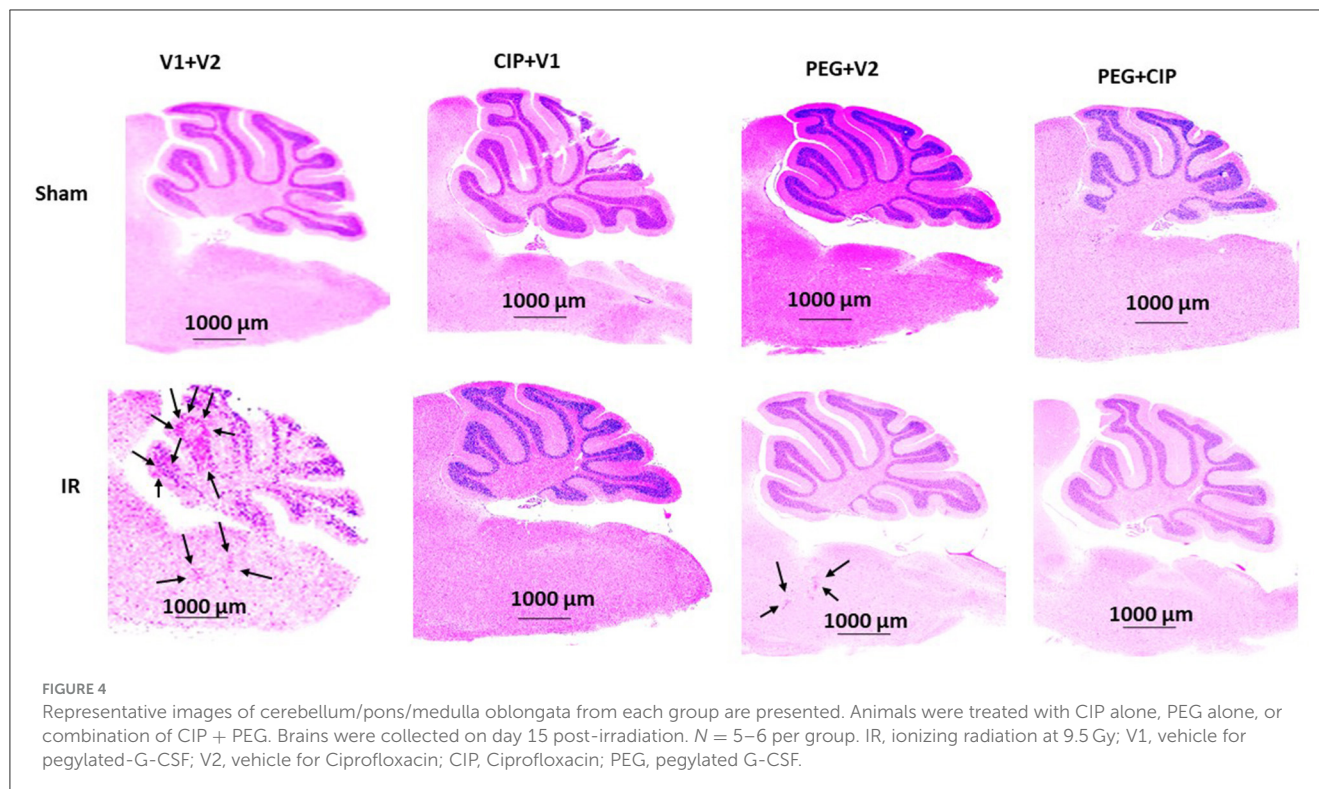 V1+V2
CIP+V1
PEG+V2
PEG+CIP
Sham
1000 µm
1000 µm
1000 µm
1000 µm
IR
1000 µm
1000 µm
1000 µm
1000 µm
FIGURE 4
Representative images of cerebellum/pons/medulla oblongata from each group are presented. Animals were treated with CIP alone, PEG alone, or
combination of CIP + PEG. Brains were collected on day 15 post-irradiation. N = 5–6 per group. IR, ionizing radiation at 9.5 Gy; V1, vehicle for
pegylated-G-CSF; V2, vehicle for Ciprofloxacin; CIP, Ciprofloxacin; PEG, pegylated G-CSF.